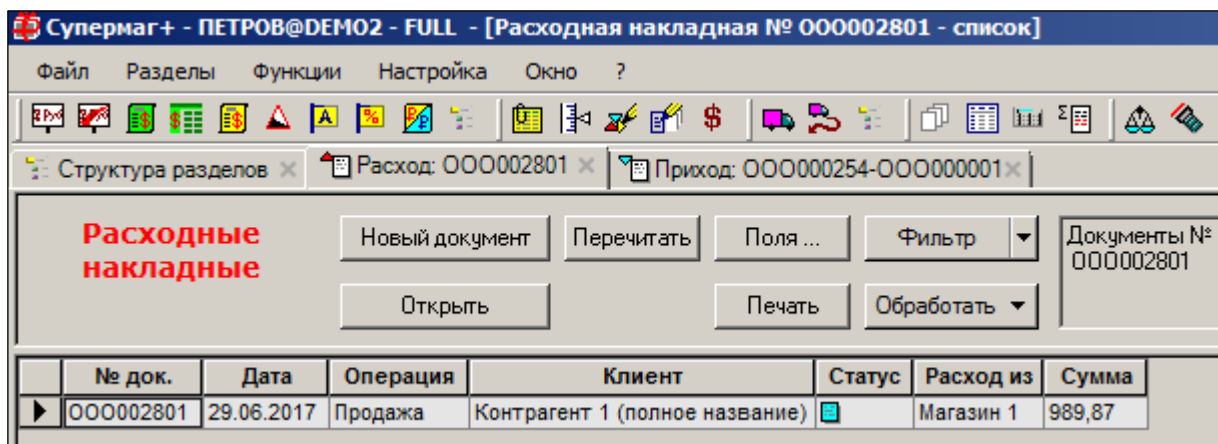 Супермаг+ - ПЕТРОВ@DEMO2 - FULL - [Расходная накладная № ООО002801 - список]
Файл Разделы Функции Настройка Окно ?
Структура разделов Расход: ООО002801 Приход: ООО000254-ООО000001
Расходные накладные
Новый документ Перечитать Поля ... Фильтр
Документы №
ООО002801
Открыть Печать Обработать
№ док. Дата Операция Клиент Статус Расход из Сумма
ООО002801 29.06.2017 Продажа Контрагент 1 (полное название) Магазин 1 989,87